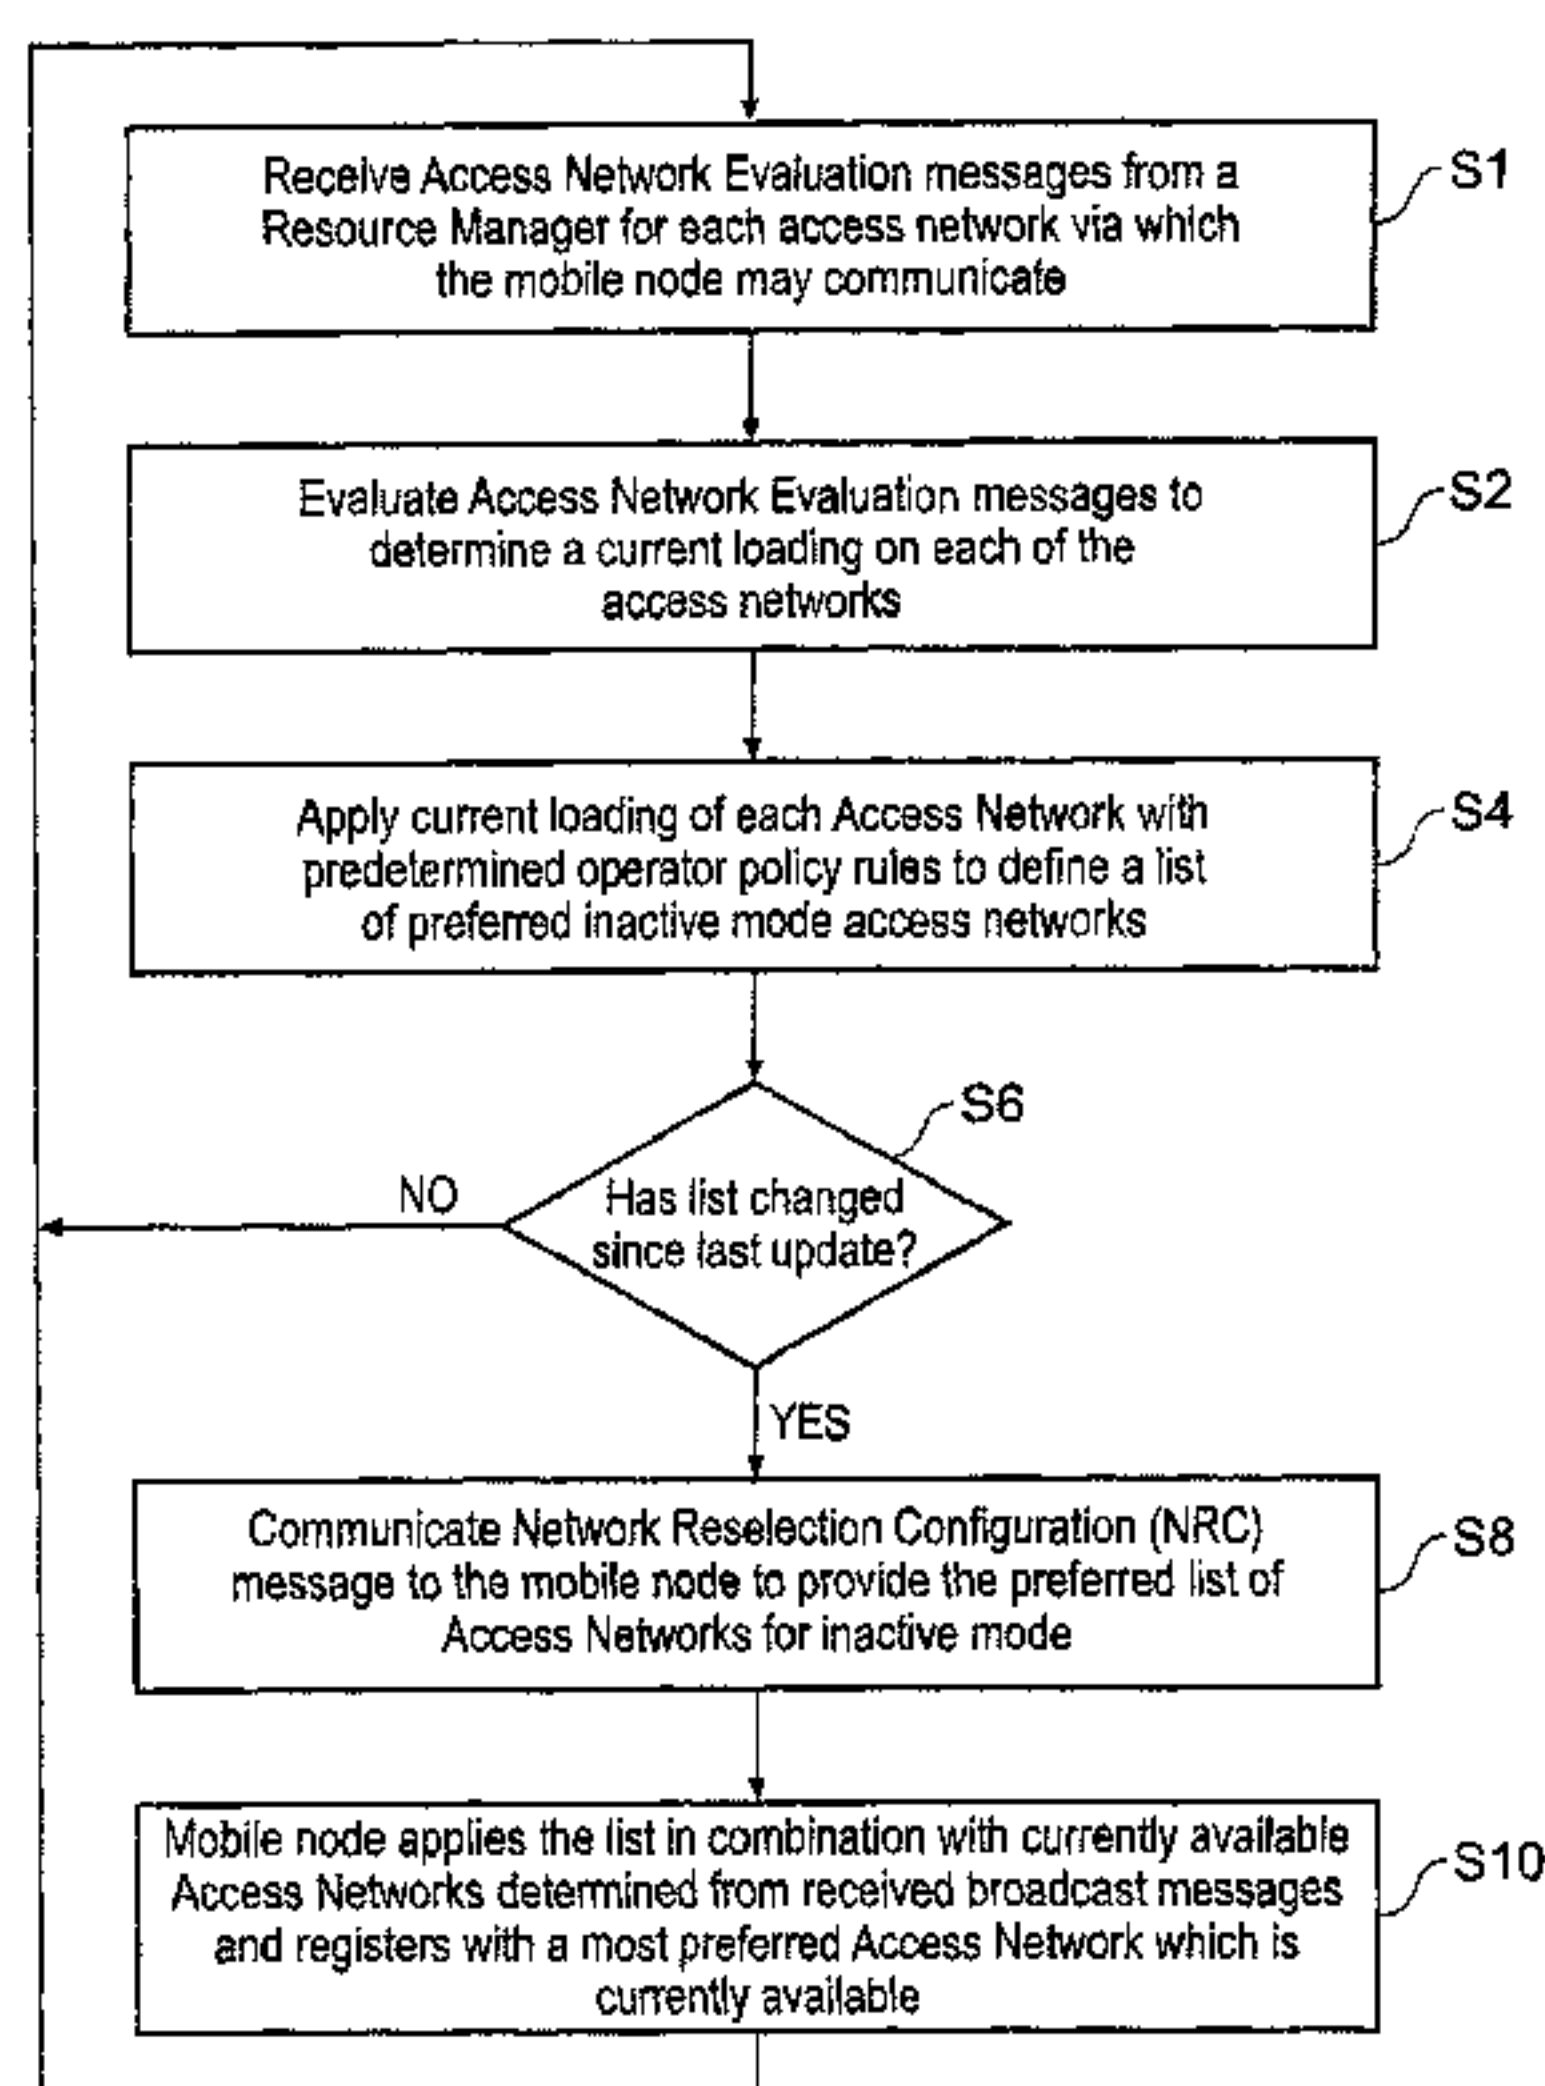 Receive Access Network Evaluation messages from a
Resource Manager for each access network via which
the mobile node may communicate
S1
Evaluate Access Network Evaluation messages to
determine a current loading on each of the
access networks
S2
Apply current loading of each Access Network with
predetermined operator policy rules to define a list
of preferred inactive mode access networks
S4
S6
Has list changed
since last update?
NO
YES
Communicate Network Reselection Configuration (NRC)
message to the mobile node to provide the preferred list of
Access Networks for inactive mode
S8
Mobile node applies the list in combination with currently available
Access Networks determined from received broadcast messages
and registers with a most preferred Access Network which is
currently available
S10